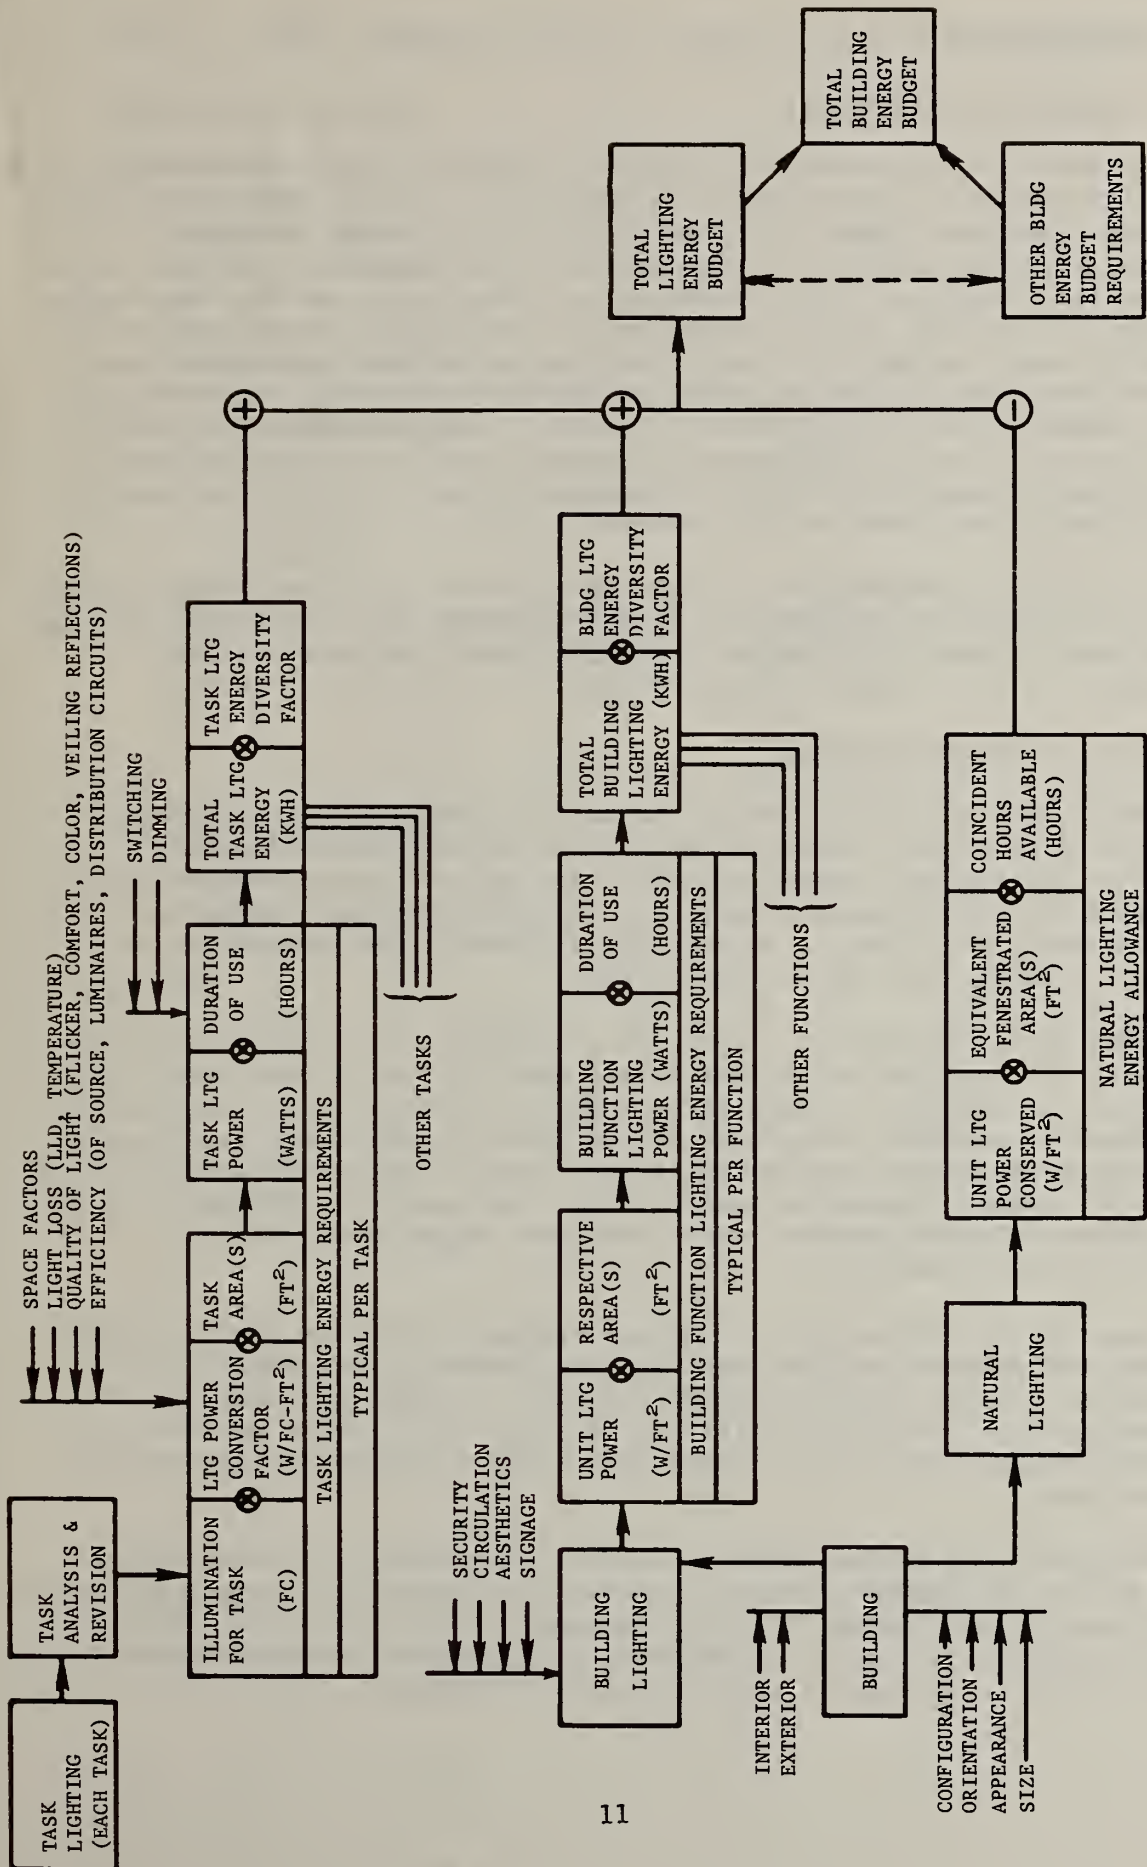 TASK
LIGHTING
(EACH TASK)
TASK
ANALYSIS &
REVISION
SPACE FACTORS
LIGHT LOSS (LLD, TEMPERATURE)
QUALITY OF LIGHT (FLICKER, COMFORT, COLOR, VEILING REFLECTIONS)
EFFICIENCY (OF SOURCE, LUMINAIRES, DISTRIBUTION CIRCUITS)
SWITCHING
DIMMING
ILLUMINATION
FOR TASK
(FC)
LTG POWER
CONVERSION
FACTOR
(W/FC-FT²)
TASK
AREA(S)
(FT²)
TASK LTG
POWER
(WATTS)
DURATION
OF USE
(HOURS)
TOTAL
TASK LTG
ENERGY
(KWH)
TASK LTG
ENERGY
DIVERSITY
FACTOR
TASK LIGHTING ENERGY REQUIREMENTS
TYPICAL PER TASK
OTHER TASKS
SECURITY
CIRCULATION
AESTHETICS
SIGNAGE
BUILDING
LIGHTING
UNIT LTG
POWER
(W/FT²)
RESPECTIVE
AREA(S)
(FT²)
BUILDING
FUNCTION
LIGHTING
POWER (WATTS)
DURATION
OF USE
(HOURS)
TOTAL
BUILDING
LIGHTING
ENERGY (KWH)
BLDG LTG
ENERGY
DIVERSITY
FACTOR
BUILDING FUNCTION LIGHTING ENERGY REQUIREMENTS
TYPICAL PER FUNCTION
OTHER FUNCTIONS
INTERIOR
EXTERIOR
BUILDING
CONFIGURATION
ORIENTATION
APPEARANCE
SIZE
NATURAL
LIGHTING
UNIT LTG
POWER
CONSERVED
(W/FT²)
EQUIVALENT
FENESTRATED
AREA(S)
(FT²)
COINCIDENT
HOURS
AVAILABLE
(HOURS)
NATURAL LIGHTING
ENERGY ALLOWANCE
+
+
-
TOTAL
LIGHTING
ENERGY
BUDGET
TOTAL
BUILDING
ENERGY
BUDGET
OTHER BLDG
ENERGY
BUDGET
REQUIREMENTS
11